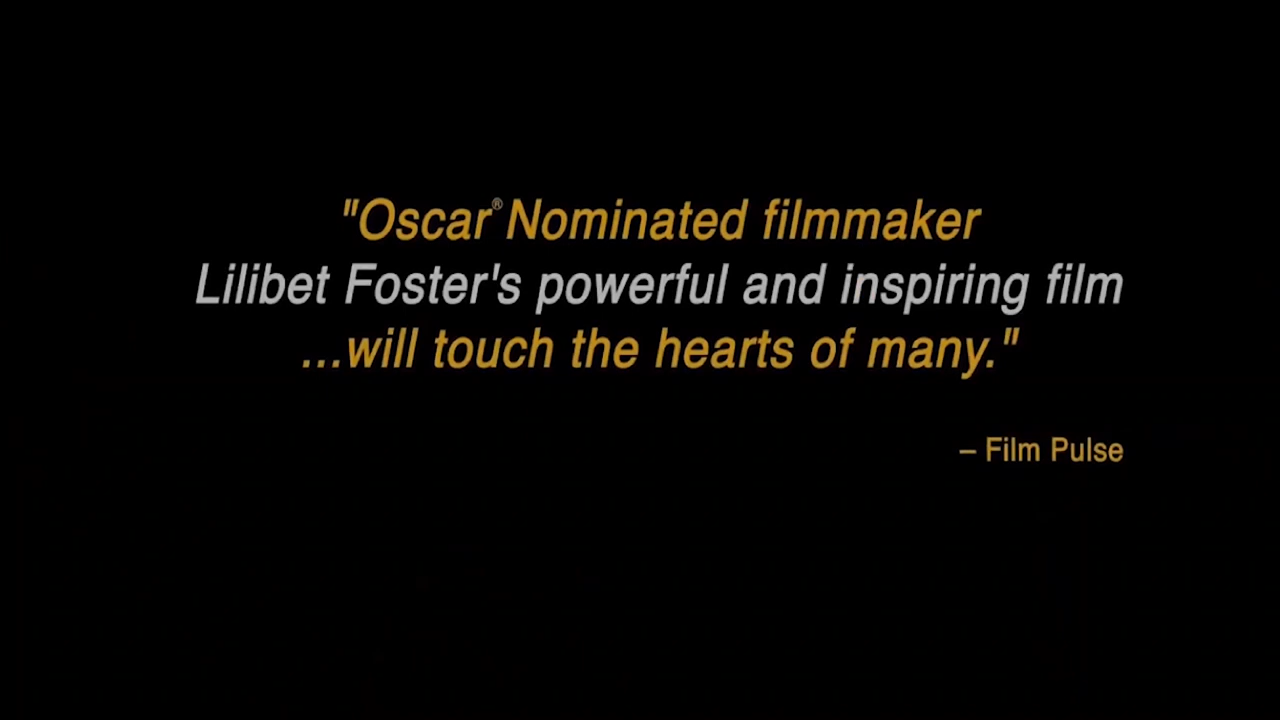 "Oscar® Nominated filmmaker
Lilibet Foster's powerful and inspiring film
...will touch the hearts of many."
– Film Pulse